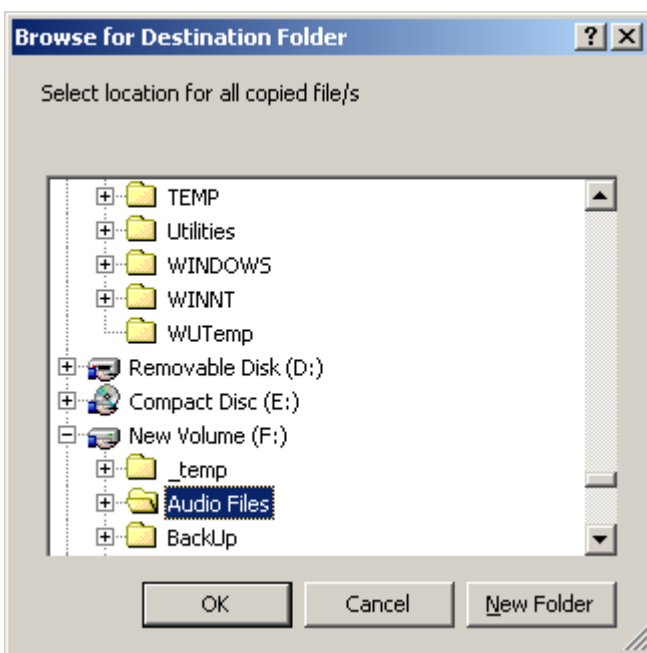 Browse for Destination Folder
Select location for all copied file/s
TEMP
Utilities
WINDOWS
WINNT
WUTemp
Removable Disk (D:)
Compact Disc (E:)
New Volume (F:)
_temp
Audio Files
BackUp
OK Cancel New Folder